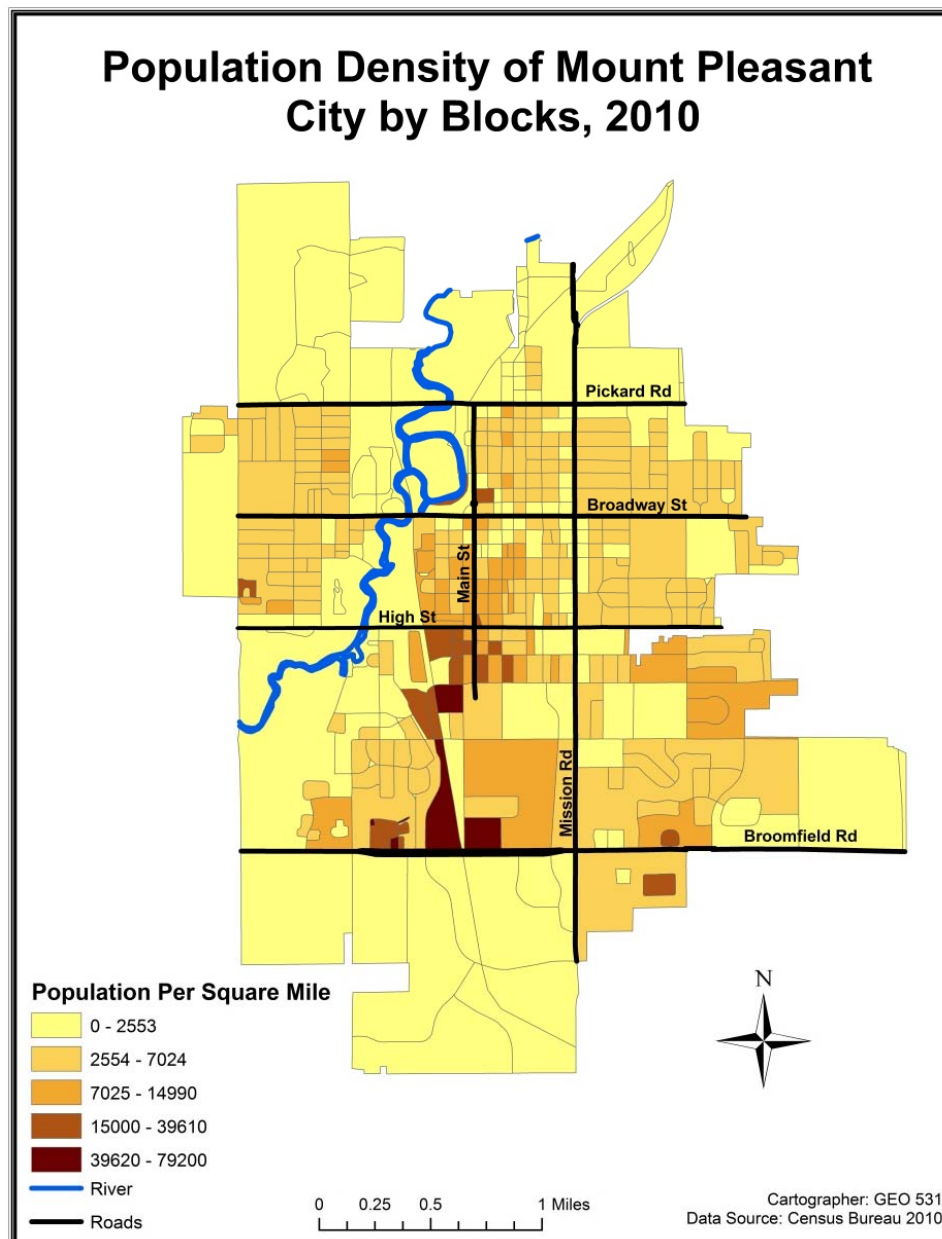 Population Density of Mount Pleasant
City by Blocks, 2010
Pickard Rd
Broadway St
Main St
High St
Mission Rd
Broomfield Rd
N
Population Per Square Mile
0 - 2553
2554 - 7024
7025 - 14990
15000 - 39610
39620 - 79200
River
Roads
0 0.25 0.5 1 Miles
Cartographer: GEO 531
Data Source: Census Bureau 2010